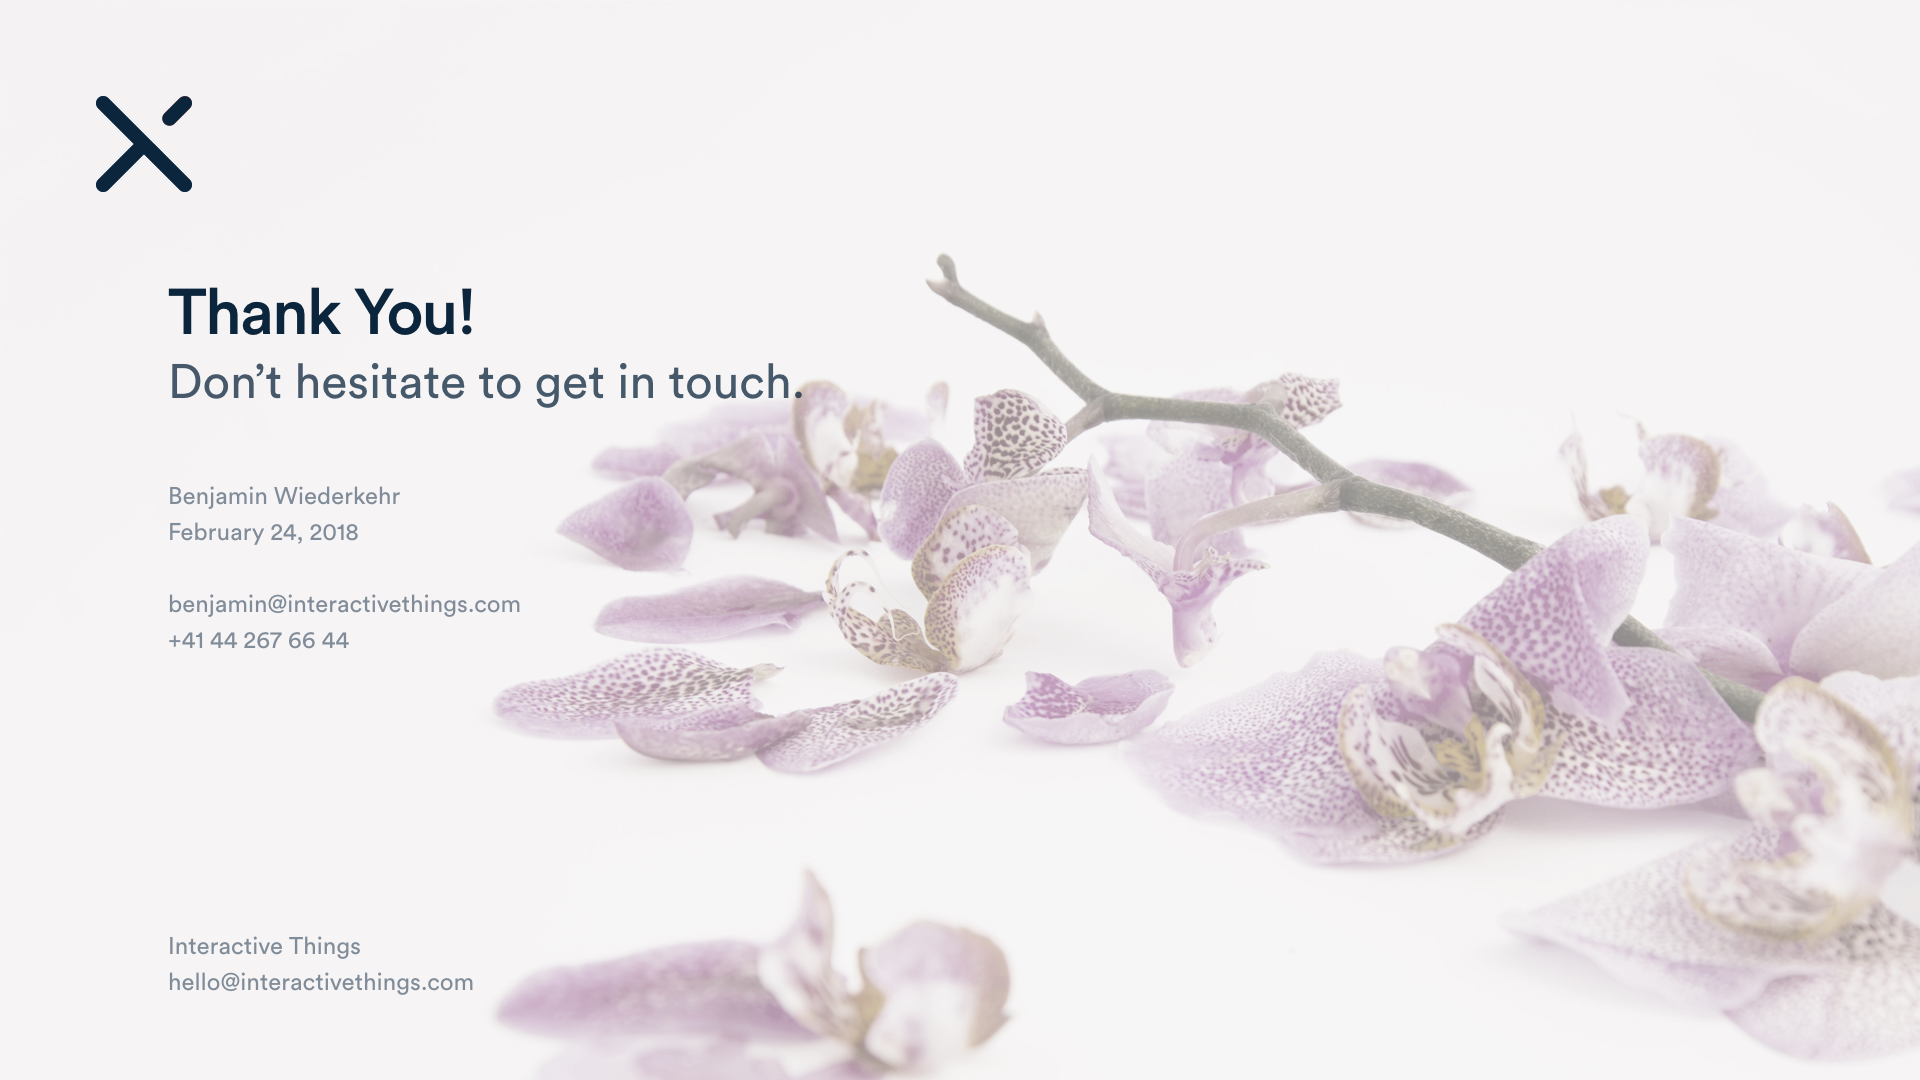 Thank You!
Don’t hesitate to get in touch.
Benjamin Wiederkehr
February 24, 2018
benjamin@interactivethings.com
+41 44 267 66 44
Interactive Things
hello@interactivethings.com